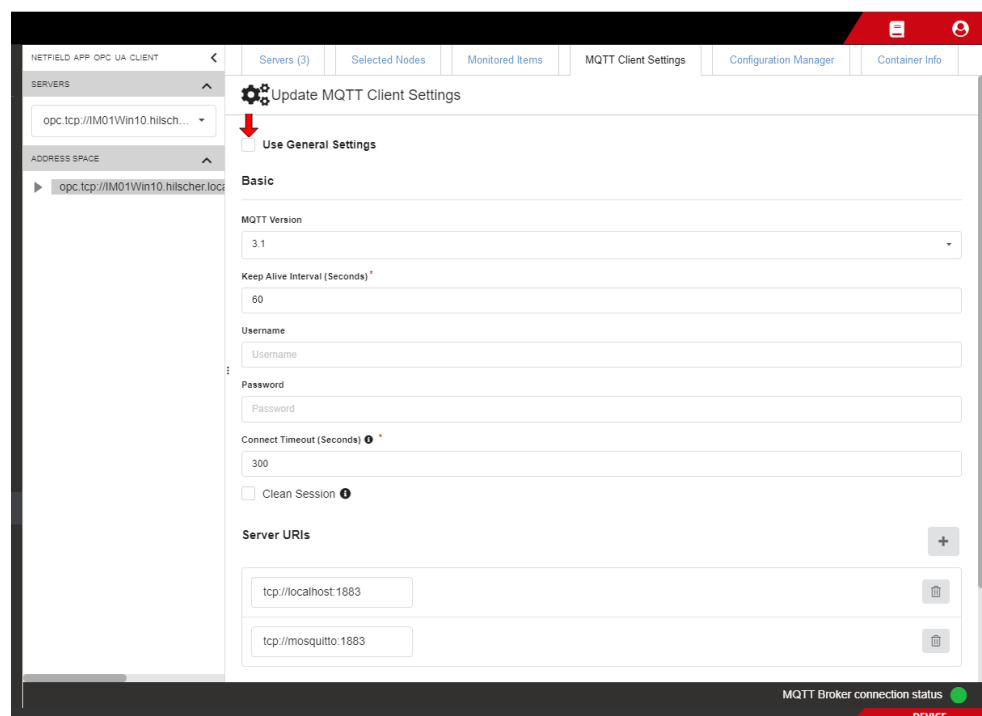 NETFIELD APP OPC UA CLIENT
Servers (3)
Selected Nodes
Monitored Items
MQTT Client Settings
Configuration Manager
Container Info
SERVERS
opc.tcp://IM01Win10.hilsch...
ADDRESS SPACE
opc.tcp://IM01Win10.hilscher.loca
Update MQTT Client Settings
Use General Settings
Basic
MQTT Version
3.1
Keep Alive Interval (Seconds) *
60
Username
Username
Password
Password
Connect Timeout (Seconds) *
300
Clean Session
Server URIs
tcp://localhost:1883
tcp://mosquitto:1883
MQTT Broker connection status
DEVICE